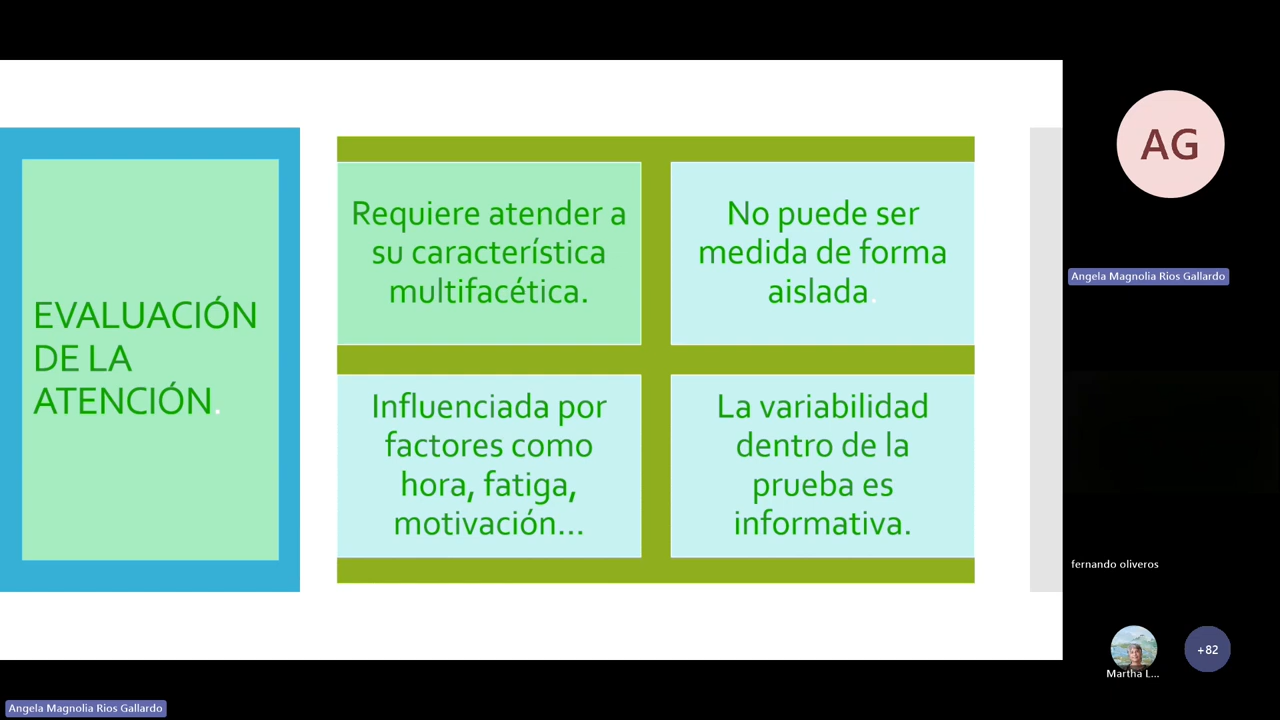 EVALUACIÓN
DE LA
ATENCIÓN.
Requiere atender a
su característica
multifacética.
No puede ser
medida de forma
aislada.
Influenciada por
factores como
hora, fatiga,
motivación...
La variabilidad
dentro de la
prueba es
informativa.
AG
Angela Magnolia Rios Gallardo
fernando oliveros
Martha L...
+82
Angela Magnolia Rios Gallardo